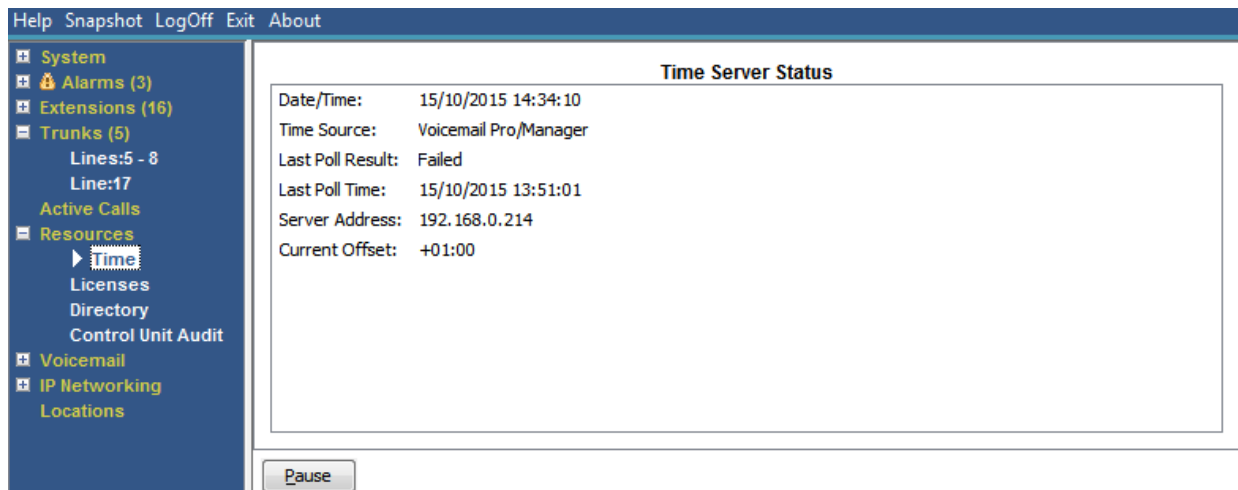 Help Snapshot LogOff Exit About
System
Alarms (3)
Extensions (16)
Trunks (5)
Lines:5 - 8
Line:17
Active Calls
Resources
Time
Licenses
Directory
Control Unit Audit
Voicemail
IP Networking
Locations
Time Server Status
Date/Time: 15/10/2015 14:34:10
Time Source: Voicemail Pro/Manager
Last Poll Result: Failed
Last Poll Time: 15/10/2015 13:51:01
Server Address: 192.168.0.214
Current Offset: +01:00
Pause